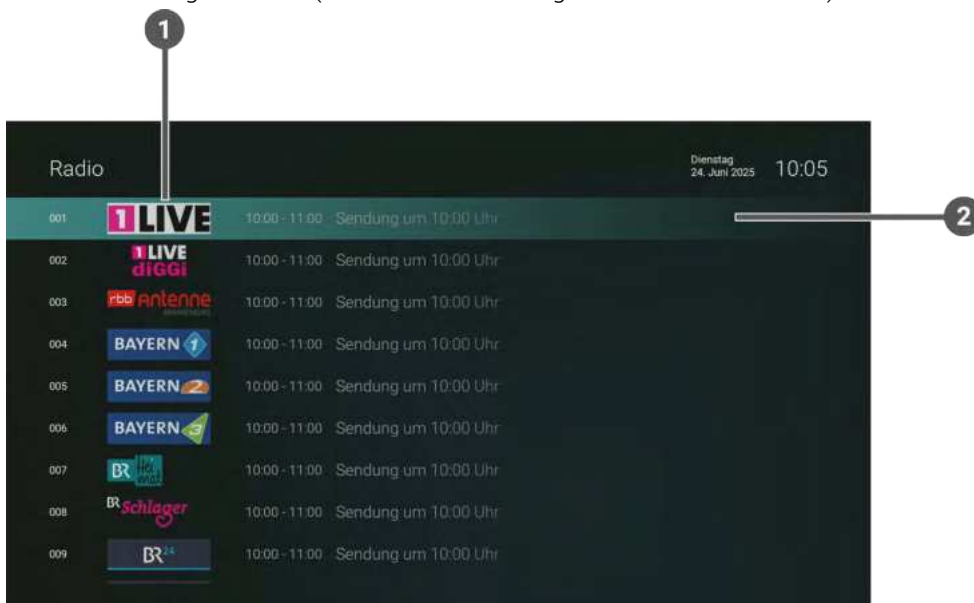 1
Radio
Dienstag
24. Juni 2025
10:05
001 1 LIVE 10:00 - 11:00 Sendung um 10:00 Uhr
2
002 1 LIVE diGGi 10:00 - 11:00 Sendung um 10:00 Uhr
003 rbb Antenne 10:00 - 11:00 Sendung um 10:00 Uhr
004 BAYERN 1 10:00 - 11:00 Sendung um 10:00 Uhr
005 BAYERN 2 10:00 - 11:00 Sendung um 10:00 Uhr
006 BAYERN 3 10:00 - 11:00 Sendung um 10:00 Uhr
007 BR Heimat 10:00 - 11:00 Sendung um 10:00 Uhr
008 BR Schlager 10:00 - 11:00 Sendung um 10:00 Uhr
009 BR24 10:00 - 11:00 Sendung um 10:00 Uhr